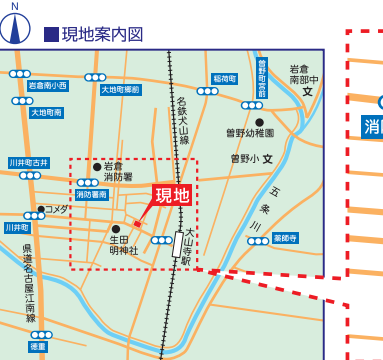 N
■現地案内図
岩倉南小西
大地町郷前
稲荷町
曽野町宮前
岩倉
南部中
文
大地町南
名鉄犬山線
曽野幼稚園
消防
川井町古井
岩倉
消防署
曽野小 文
消防署南
現地
五条川
コメダ
川井町
生田
明神社
大山寺駅
薬師寺
県道名古屋江南線
徳重